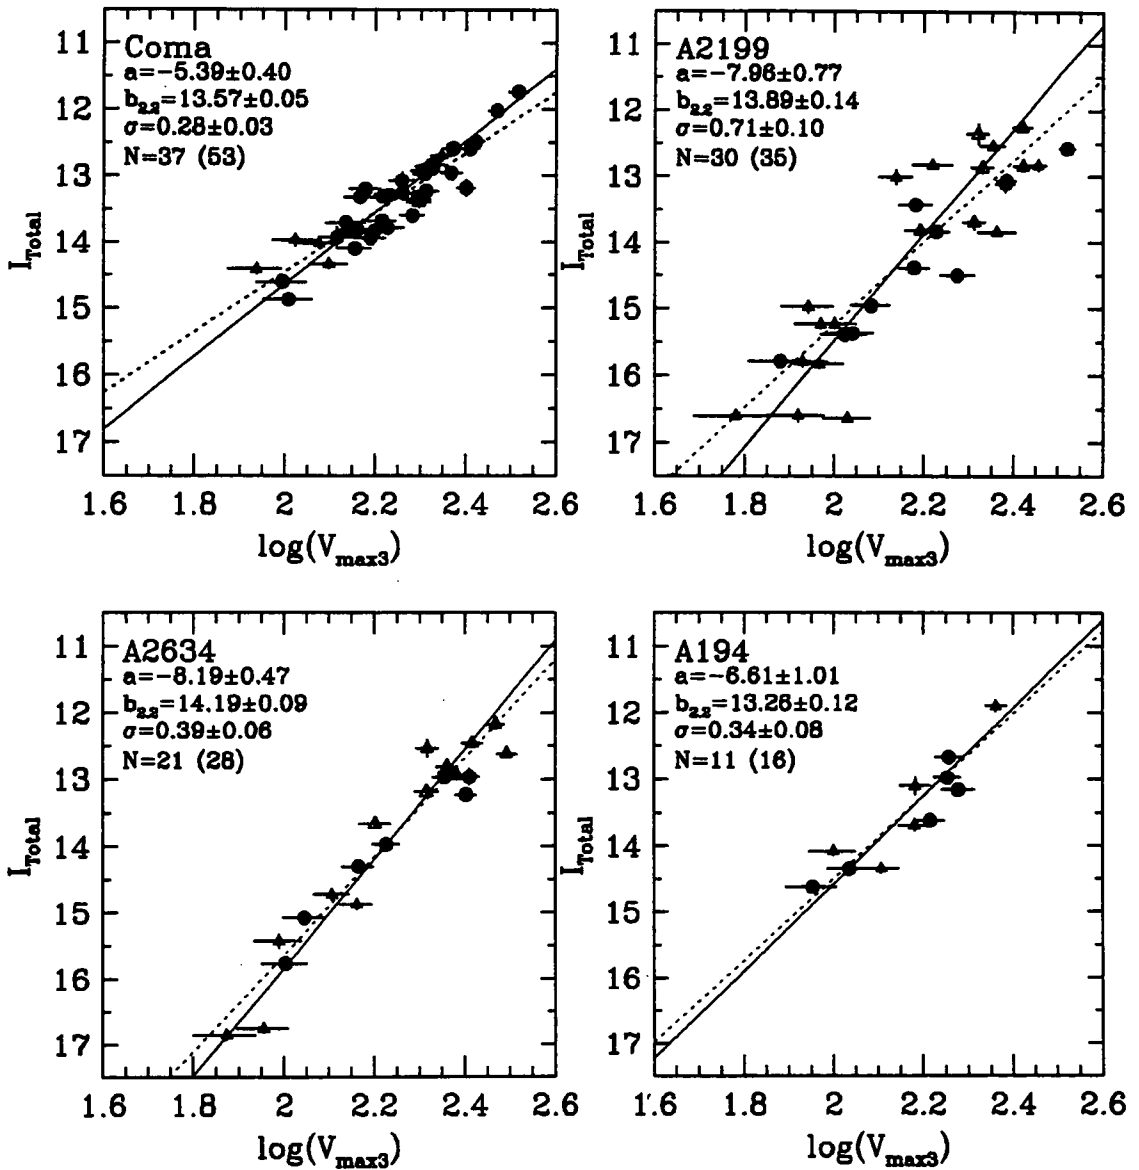 Coma
a=−5.39±0.40
b2.2=13.57±0.05
σ=0.28±0.03
N=37 (53)
11
12
13
14
15
16
17
ITotal
1.6 1.8 2 2.2 2.4 2.6
log(Vmax3)
A2199
a=−7.96±0.77
b2.2=13.89±0.14
σ=0.71±0.10
N=30 (35)
11
12
13
14
15
16
17
ITotal
1.6 1.8 2 2.2 2.4 2.6
log(Vmax3)
A2634
a=−8.19±0.47
b2.2=14.19±0.09
σ=0.39±0.06
N=21 (28)
11
12
13
14
15
16
17
ITotal
1.6 1.8 2 2.2 2.4 2.6
log(Vmax3)
A194
a=−6.61±1.01
b2.2=13.26±0.12
σ=0.34±0.08
N=11 (16)
11
12
13
14
15
16
17
ITotal
1.6 1.8 2 2.2 2.4 2.6
log(Vmax3)